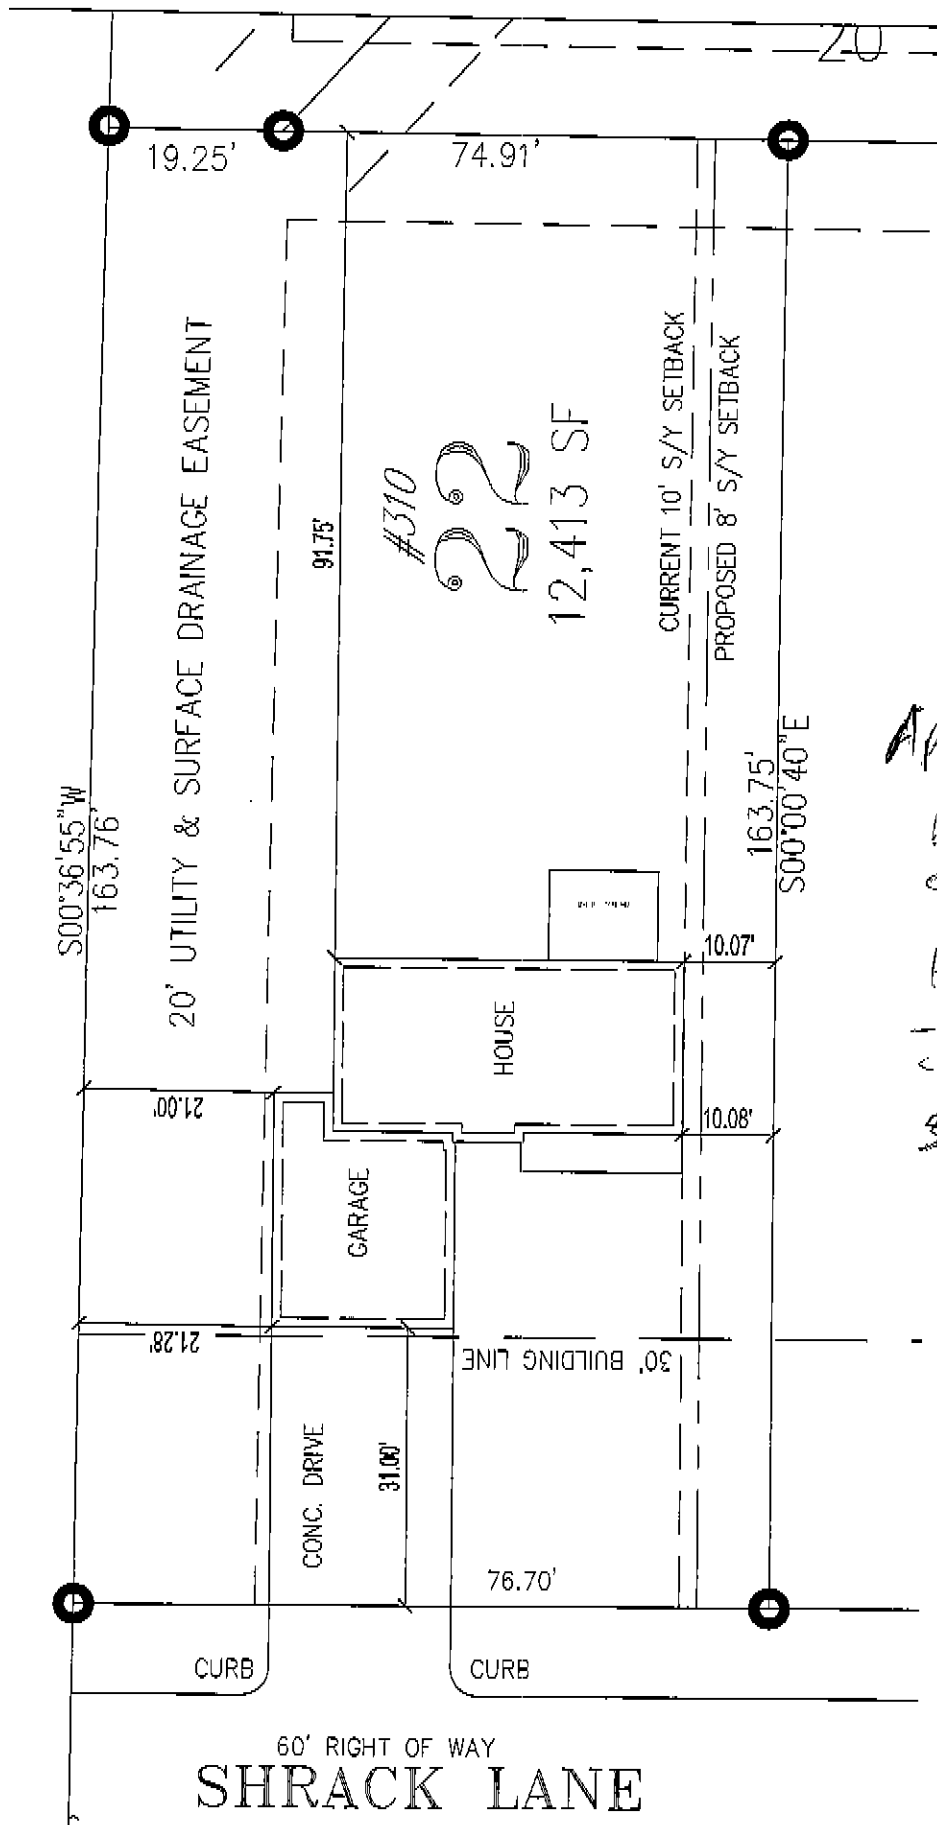 20
19.25'
74.91'
20' UTILITY & SURFACE DRAINAGE EASEMENT
91.75'
#310
22
12,413 SF
CURRENT 10' S/Y SETBACK
PROPOSED 8' S/Y SETBACK
S00°36'55"W
163.76'
163.75'
S00°00'40"E
10.07'
HOUSE
21.00'
10.08'
GARAGE
21.28'
30' BUILDING LINE
CONC. DRIVE
31.00'
76.70'
CURB
CURB
60' RIGHT OF WAY
SHRACK LANE